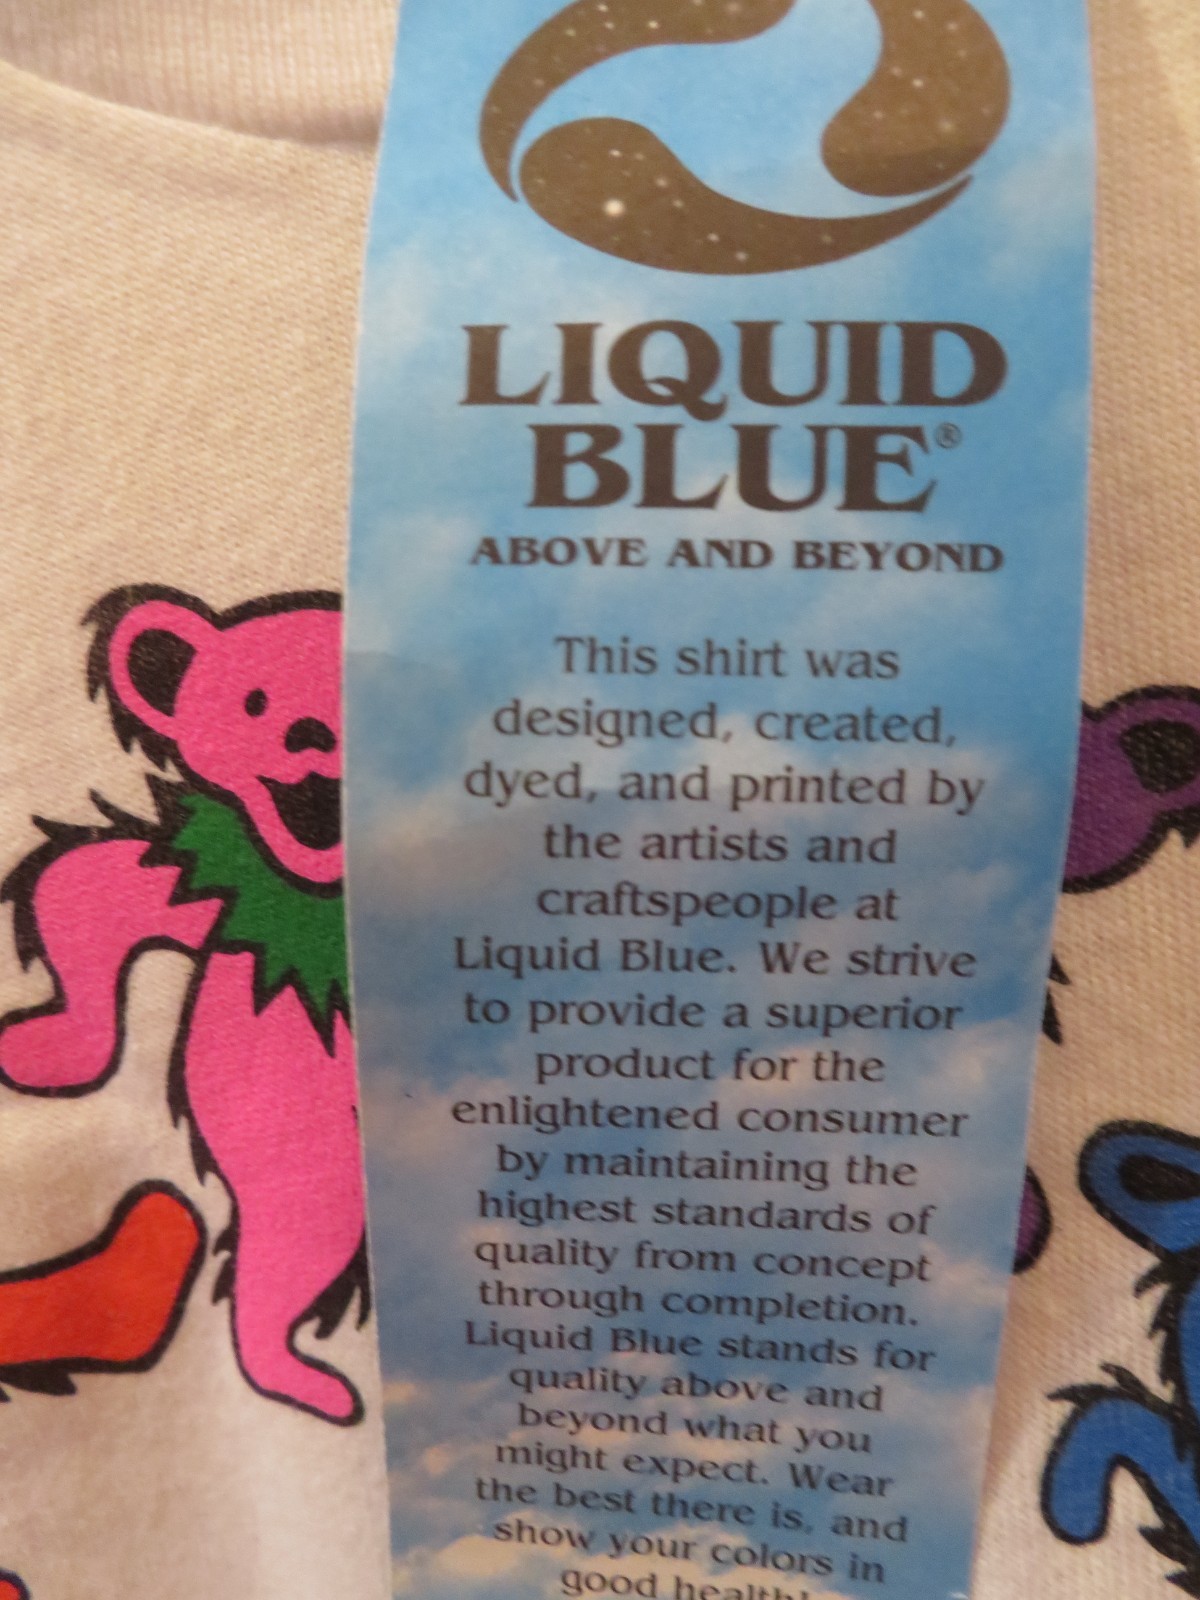 LIQUID
BLUE®
ABOVE AND BEYOND
This shirt was
designed, created,
dyed, and printed by
the artists and
craftspeople at
Liquid Blue. We strive
to provide a superior
product for the
enlightened consumer
by maintaining the
highest standards of
quality from concept
through completion.
Liquid Blue stands for
quality above and
beyond what you
might expect. Wear
the best there is, and
show your colors in
good health!